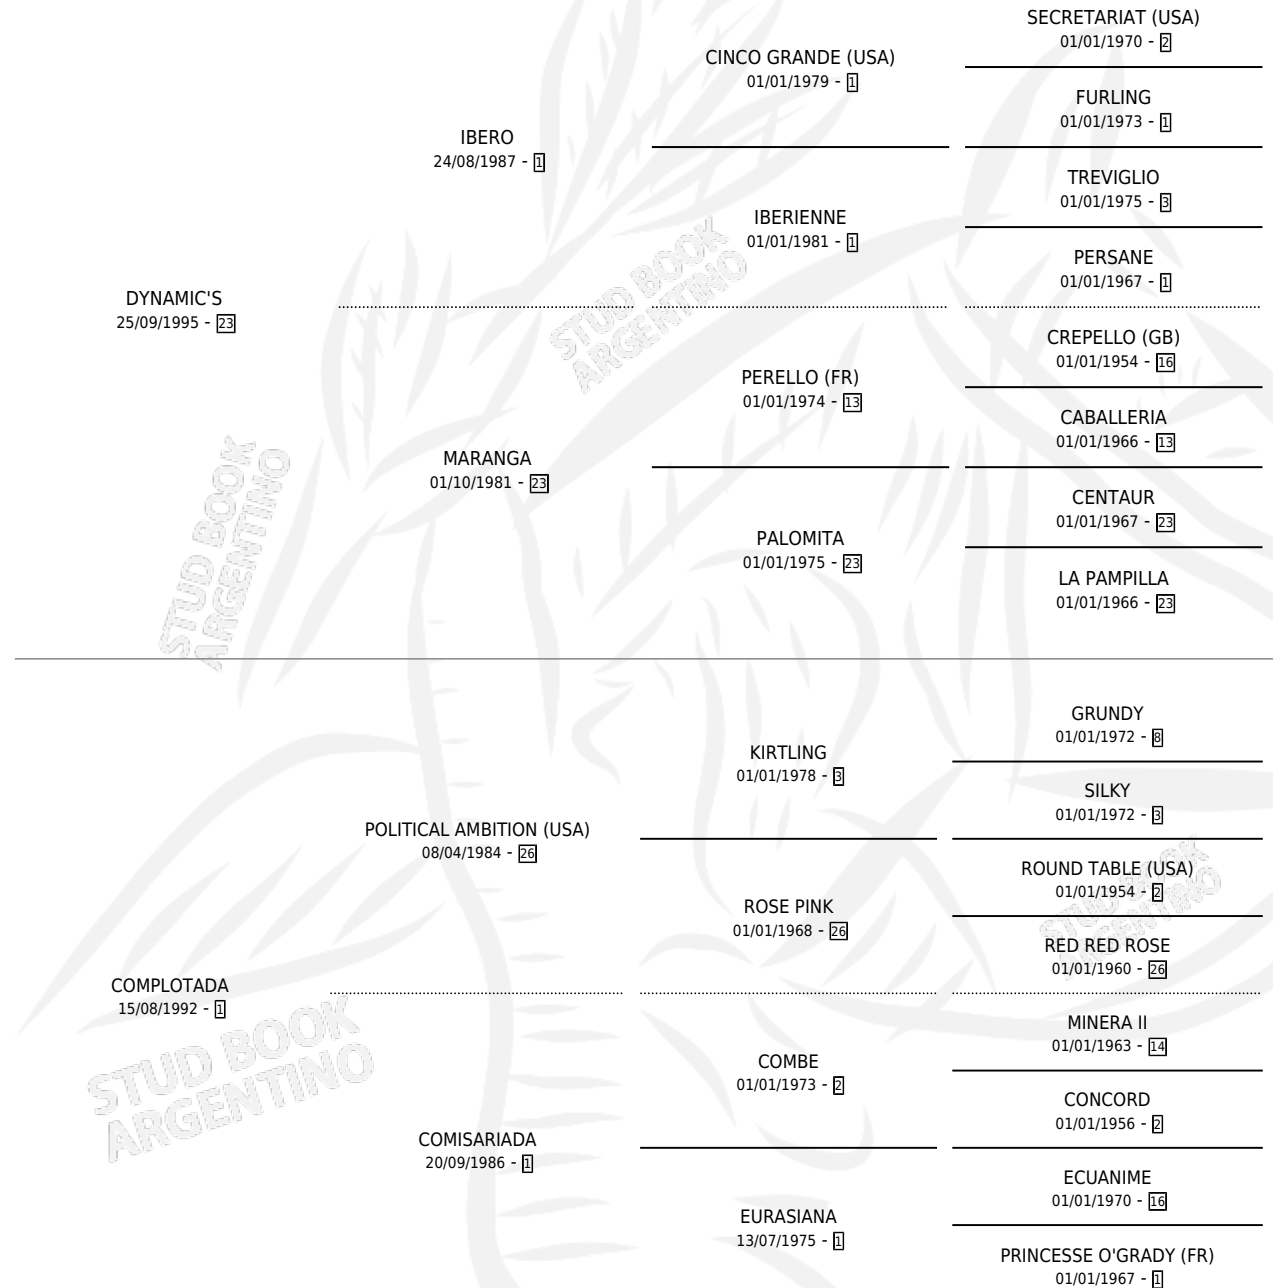 SECRETARIAT (USA)
01/01/1970 - 2
CINCO GRANDE (USA)
01/01/1979 - 1
FURLING
01/01/1973 - 1
IBERO
24/08/1987 - 1
TREVIGLIO
01/01/1975 - 3
IBERIENNE
01/01/1981 - 1
PERSANE
01/01/1967 - 1
DYNAMIC'S
25/09/1995 - 23
CREPELLO (GB)
01/01/1954 - 16
PERELLO (FR)
01/01/1974 - 13
CABALLERIA
01/01/1966 - 13
MARANGA
01/10/1981 - 23
CENTAUR
01/01/1967 - 23
PALOMITA
01/01/1975 - 23
LA PAMPILLA
01/01/1966 - 23
GRUNDY
01/01/1972 - 8
KIRTLING
01/01/1978 - 3
SILKY
01/01/1972 - 3
POLITICAL AMBITION (USA)
08/04/1984 - 26
ROUND TABLE (USA)
01/01/1954 - 2
ROSE PINK
01/01/1968 - 26
RED RED ROSE
01/01/1960 - 26
COMPLOTADA
15/08/1992 - 1
MINERA II
01/01/1963 - 14
COMBE
01/01/1973 - 2
CONCORD
01/01/1956 - 2
COMISARIADA
20/09/1986 - 1
ECUANIME
01/01/1970 - 16
EURASIANA
13/07/1975 - 1
PRINCESSE O'GRADY (FR)
01/01/1967 - 1
STUD BOOK
ARGENTINO
STUD BOOK
ARGENTINO
STUD BOOK
ARGENTINO
STUD BOOK
ARGENTINO